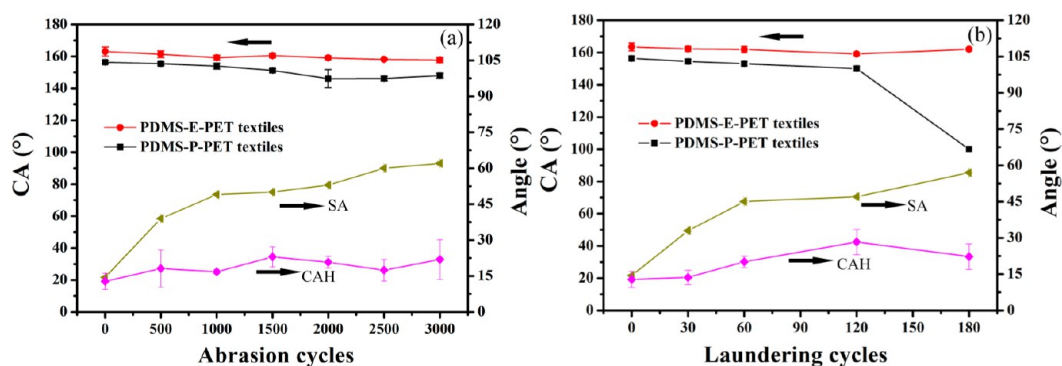 (a)
CA (°)
180
160
140
120
100
80
60
40
20
0
PDMS-E-PET textiles
PDMS-P-PET textiles
SA
CAH
120
105
90
75
60
45
30
15
0
Angle (°)
0 500 1000 1500 2000 2500 3000
Abrasion cycles
(b)
CA (°)
180
160
140
120
100
80
60
40
20
0
PDMS-E-PET textiles
PDMS-P-PET textiles
SA
CAH
120
105
90
75
60
45
30
15
0
Angle (°)
0 30 60 90 120 150 180
Laundering cycles